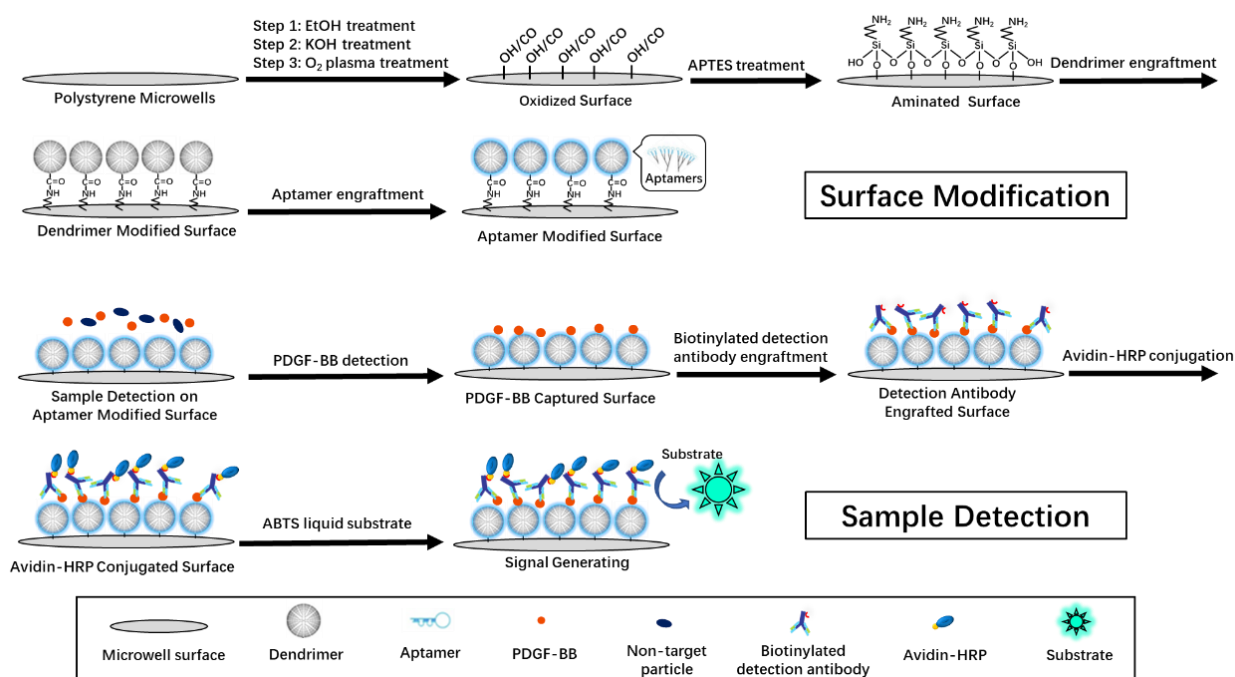 Step 1: EtOH treatment
Step 2: KOH treatment
Step 3: O₂ plasma treatment
Polystyrene Microwells
OH/CO
OH/CO
OH/CO
OH/CO
OH/CO
Oxidized Surface
APTES treatment
NH₂
NH₂
NH₂
NH₂
NH₂
Si
Si
Si
Si
Si
HO
O
O
O
O
OH
O
O
O
O
O
Aminated Surface
Dendrimer engraftment
C=O
C=O
C=O
C=O
C=O
NH
NH
NH
NH
NH
Dendrimer Modified Surface
Aptamer engraftment
Aptamers
C=O
C=O
C=O
C=O
NH
NH
NH
NH
Aptamer Modified Surface
Surface Modification
Sample Detection on
Aptamer Modified Surface
PDGF-BB detection
PDGF-BB Captured Surface
Biotinylated detection
antibody engraftment
Detection Antibody
Engrafted Surface
Avidin-HRP conjugation
Avidin-HRP Conjugated Surface
ABTS liquid substrate
Substrate
Signal Generating
Sample Detection
Microwell surface
Dendrimer
Aptamer
PDGF-BB
Non-target
particle
Biotinylated
detection antibody
Avidin-HRP
Substrate